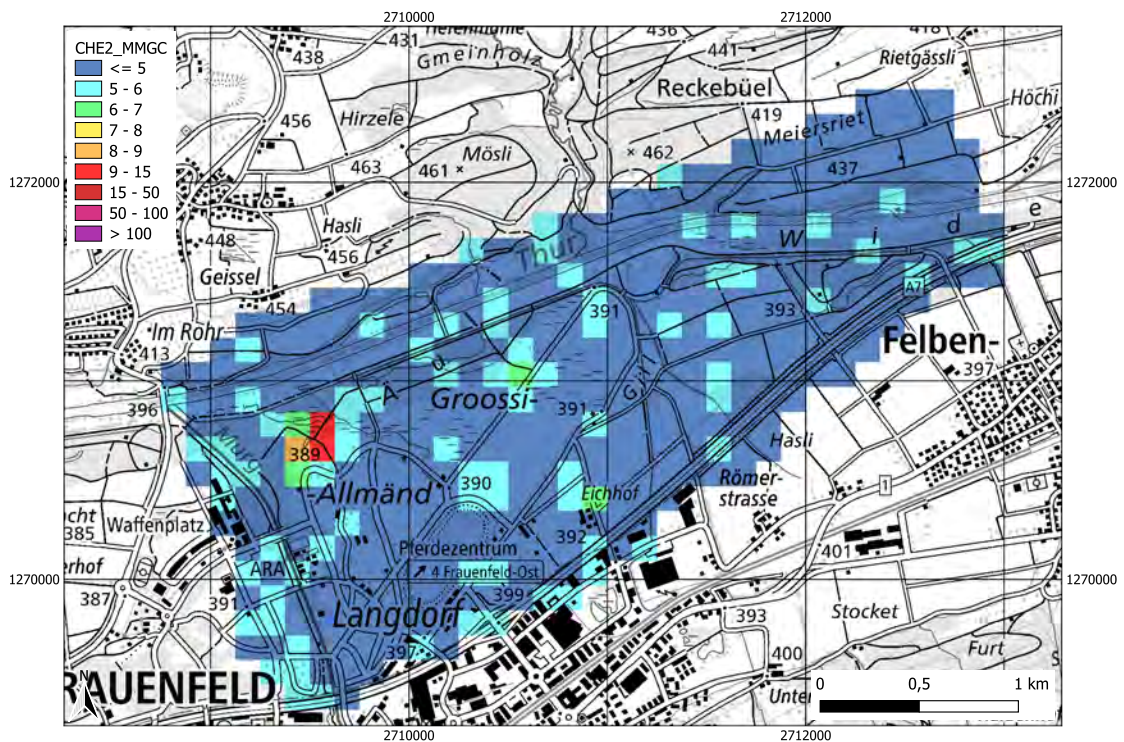 2710000
2712000
CHE2_MMGC
<= 5
5 - 6
6 - 7
7 - 8
8 - 9
9 - 15
15 - 50
50 - 100
> 100
438
431
Gmeinholz
436
441
418
Rietgässli
Reckebüel
Höchi
456
Hirzele
419
Meiersriet
463
Mösli
461
462
437
1272000
1272000
448
Hasli
456
Thur
W i d e
Geissel
454
A7
391
393
Im Rohr
413
Felben-
397
A u
G.W.
396
Groossi-
391
Murg
389
Hasli
390
-Allmänd
Eichhof
Römer-
strasse
1
Waffenplatz
385
392
401
Pferdezentrum
ARA
4 Frauenfeld-Ost
1270000
1270000
387
391
399
393
Stocket
Langdorf
397
400
Furt
RAUENFELD
N
0
0,5
1 km
2710000
2712000